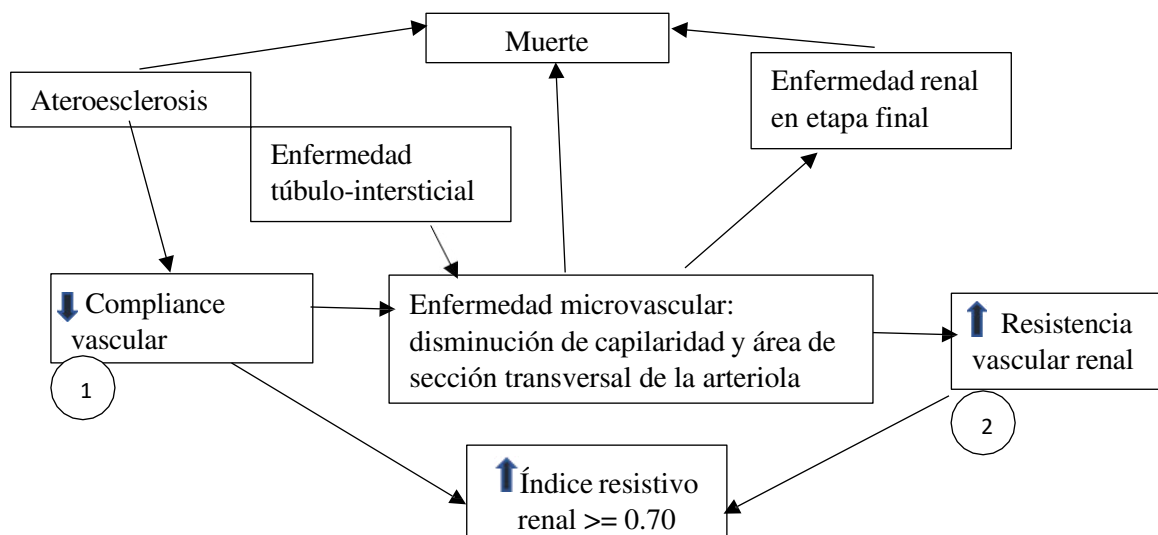 Muerte
Ateroesclerosis
Enfermedad renal
en etapa final
Enfermedad
túbulo-intersticial
Compliance
vascular
1
Enfermedad microvascular:
disminución de capilaridad y área de
sección transversal de la arteriola
Resistencia
vascular renal
2
Índice resistivo
renal >= 0.70